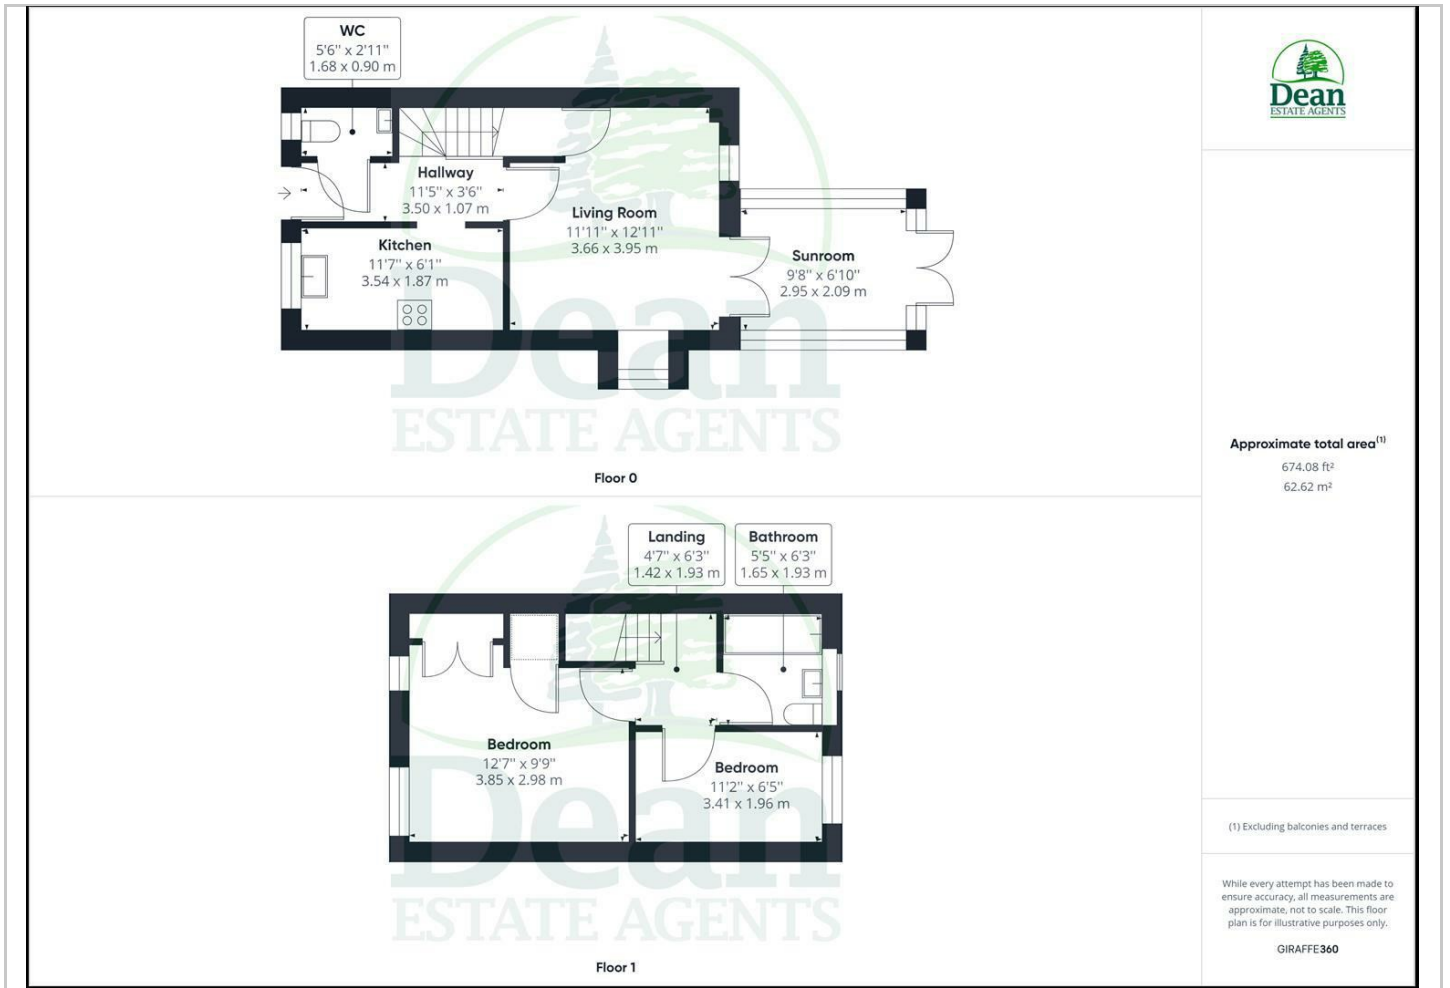 WC
5'6" x 2'11"
1.68 x 0.90 m
Hallway
11'5" x 3'6"
3.50 x 1.07 m
Living Room
11'11" x 12'11"
3.66 x 3.95 m
Kitchen
11'7" x 6'1"
3.54 x 1.87 m
Sunroom
9'8" x 6'10"
2.95 x 2.09 m
Dean
ESTATE AGENTS
Floor 0
Landing
4'7" x 6'3"
1.42 x 1.93 m
Bathroom
5'5" x 6'3"
1.65 x 1.93 m
Bedroom
12'7" x 9'9"
3.85 x 2.98 m
Bedroom
11'2" x 6'5"
3.41 x 1.96 m
Dean
ESTATE AGENTS
Floor 1
Dean
ESTATE AGENTS
Approximate total area(1)
674.08 ft²
62.62 m²
(1) Excluding balconies and terraces
While every attempt has been made to
ensure accuracy, all measurements are
approximate, not to scale. This floor
plan is for illustrative purposes only.
GIRAFFE360